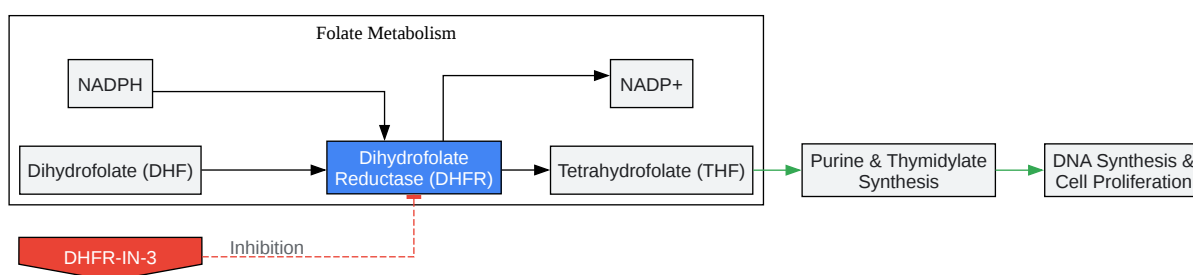 Folate Metabolism
NADPH
NADP+
Dihydrofolate (DHF)
Dihydrofolate
Reductase (DHFR)
Tetrahydrofolate (THF)
Purine & Thymidylate
Synthesis
DNA Synthesis &
Cell Proliferation
DHFR-IN-3
Inhibition